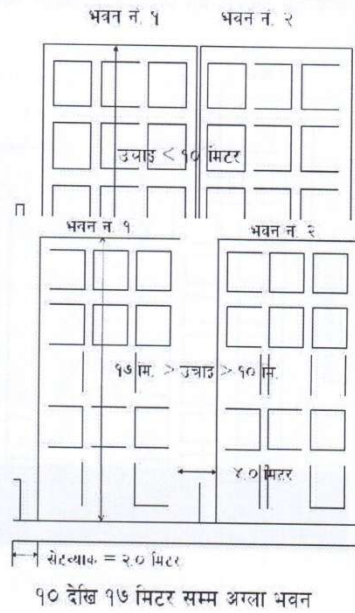 भवन नं. १ भवन नं. २
उचाइ < १० मिटर
भवन नं. १ भवन नं. २
१७ मि. > उचाइ > १० मि.
४.० मिटर
सेटव्याक = २.० मिटर
१० देखि १७ मिटर सम्म अग्ला भवन